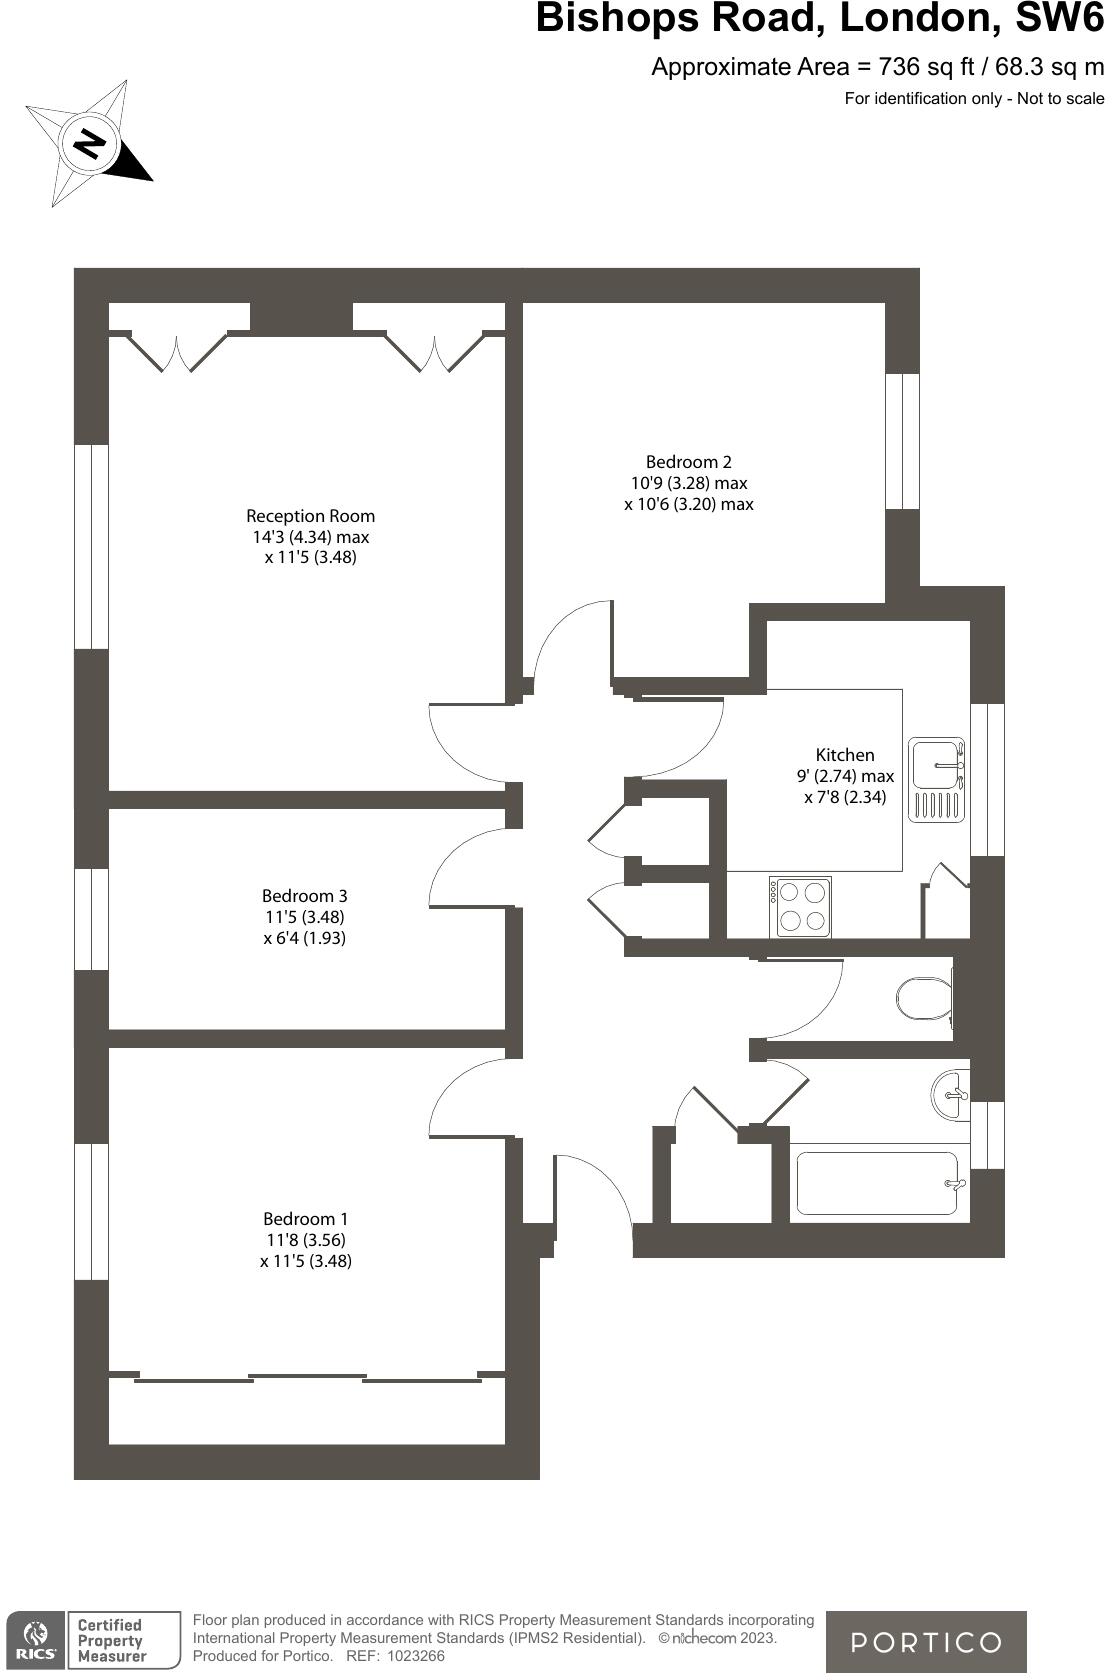 Bishops Road, London, SW6
Approximate Area = 736 sq ft / 68.3 sq m
For identification only - Not to scale
N
Bedroom 2
10'9 (3.28) max
x 10'6 (3.20) max
Reception Room
14'3 (4.34) max
x 11'5 (3.48)
Kitchen
9' (2.74) max
x 7'8 (2.34)
Bedroom 3
11'5 (3.48)
x 6'4 (1.93)
Bedroom 1
11'8 (3.56)
x 11'5 (3.48)
RICS
Certified
Property
Measurer
Floor plan produced in accordance with RICS Property Measurement Standards incorporating
International Property Measurement Standards (IPMS2 Residential). © nichecom 2023.
Produced for Portico. REF: 1023266
PORTICO